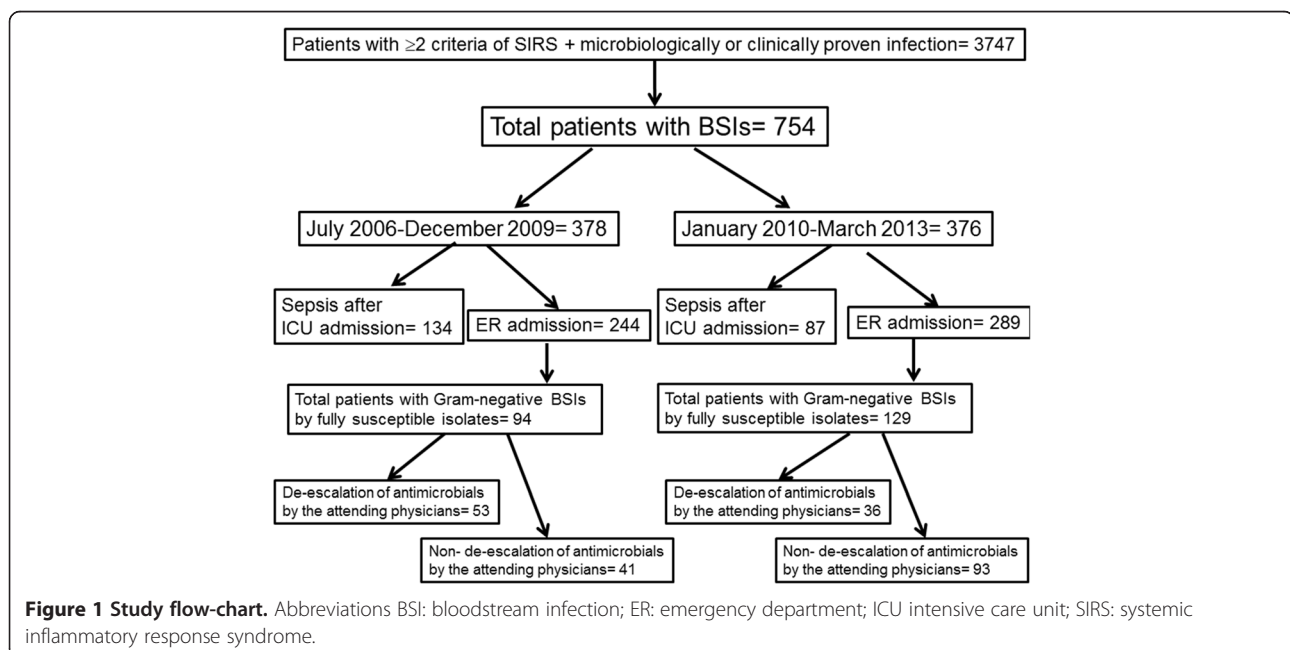 Patients with ≥2 criteria of SIRS + microbiologically or clinically proven infection= 3747
Total patients with BSIs= 754
July 2006-December 2009= 378
January 2010-March 2013= 376
Sepsis after
ICU admission= 134
ER admission= 244
Sepsis after
ICU admission= 87
ER admission= 289
Total patients with Gram-negative BSIs
by fully susceptible isolates= 94
Total patients with Gram-negative BSIs
by fully susceptible isolates= 129
De-escalation of antimicrobials
by the attending physicians= 53
De-escalation of antimicrobials
by the attending physicians= 36
Non- de-escalation of antimicrobials
by the attending physicians= 41
Non- de-escalation of antimicrobials
by the attending physicians= 93
Figure 1 Study flow-chart. Abbreviations BSI: bloodstream infection; ER: emergency department; ICU intensive care unit; SIRS: systemic
inflammatory response syndrome.